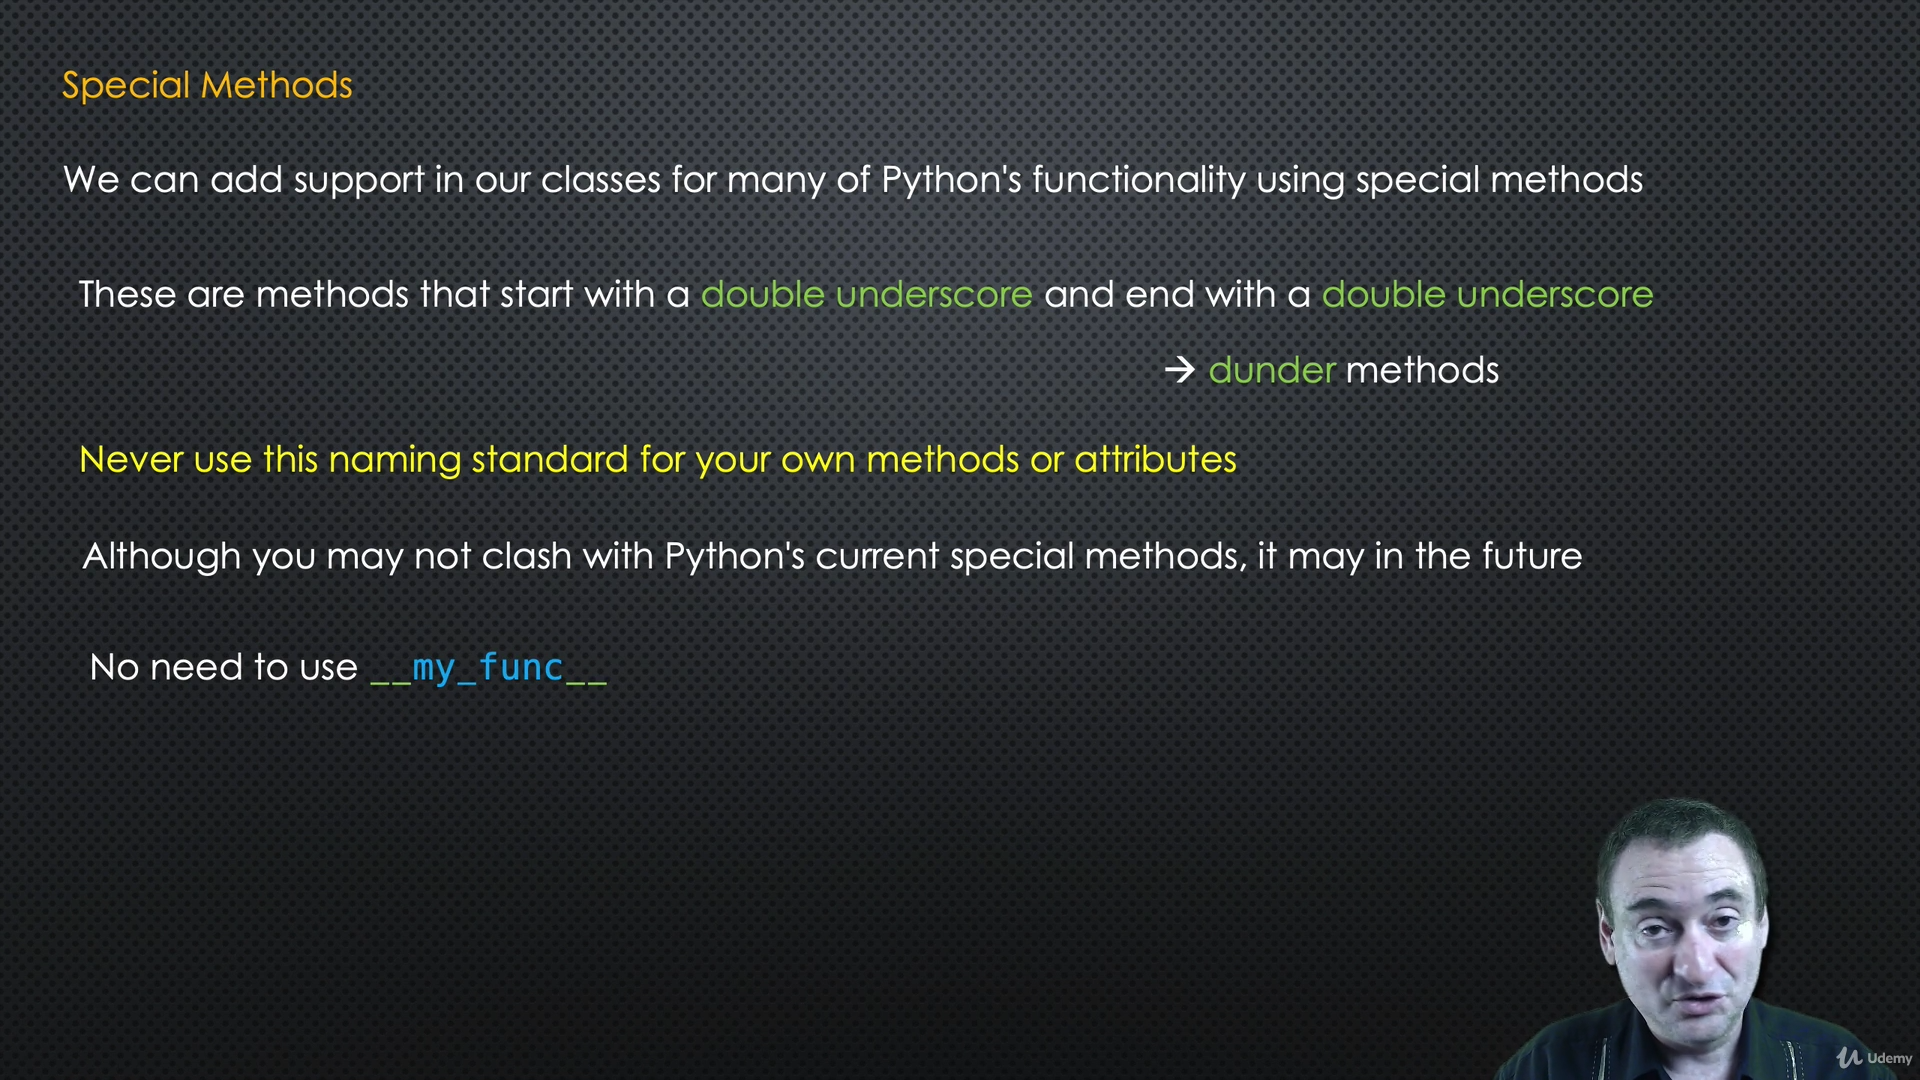 Special Methods
We can add support in our classes for many of Python's functionality using special methods
These are methods that start with a double underscore and end with a double underscore
→ dunder methods
Never use this naming standard for your own methods or attributes
Although you may not clash with Python's current special methods, it may in the future
No need to use __my_func__
Udemy